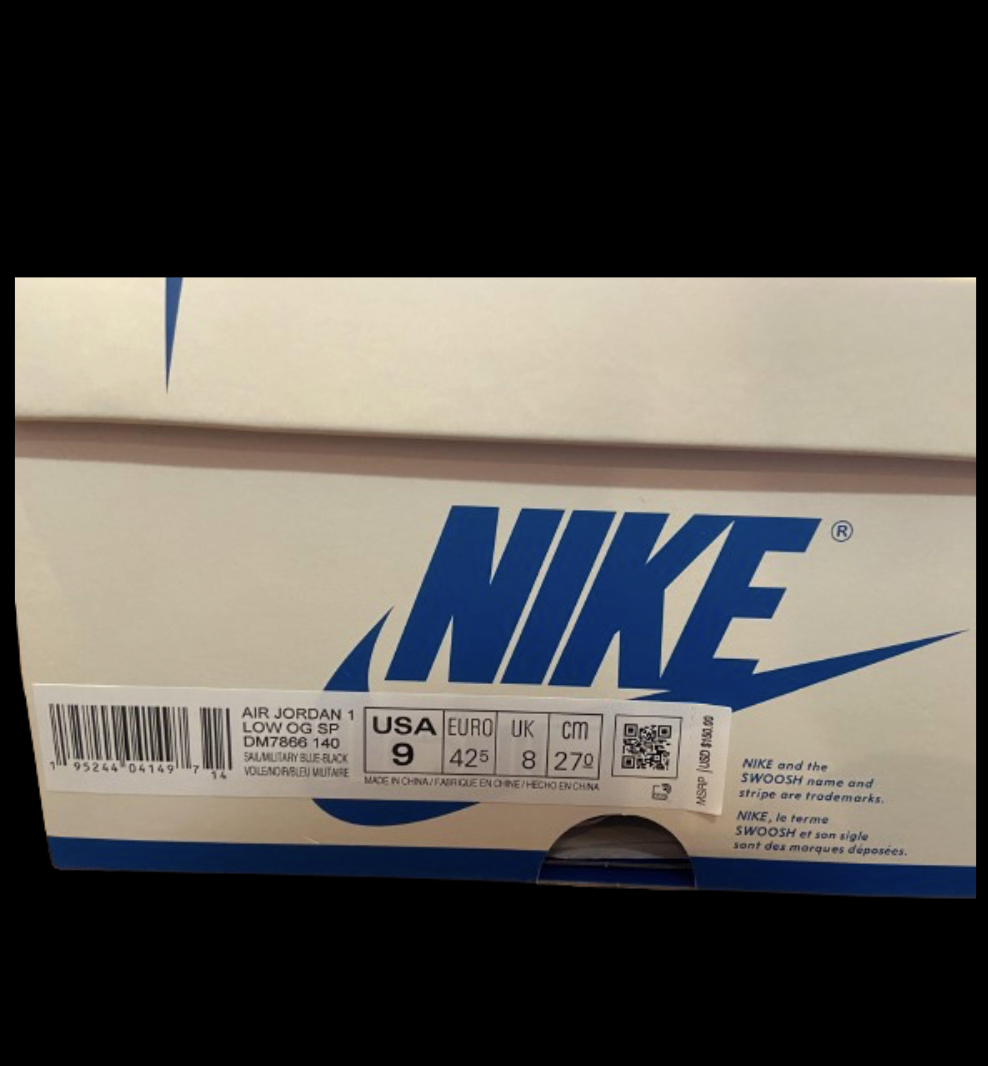 NIKE®
1 95244 04149 7 14
AIR JORDAN 1
LOW OG SP
DM7866 140
SAIL/MILITARY BLUE-BLACK
VOILE/NOIR/BLEU MILITAIRE
USA EURO UK CM
9 42.5 8 27.0
MADE IN CHINA / FABRIQUE EN CHINE / HECHO EN CHINA
MSRP / USD $150.00
NIKE and the
SWOOSH name and
stripe are trademarks.
NIKE, le terme
SWOOSH et son sigle
sont des marques déposées.